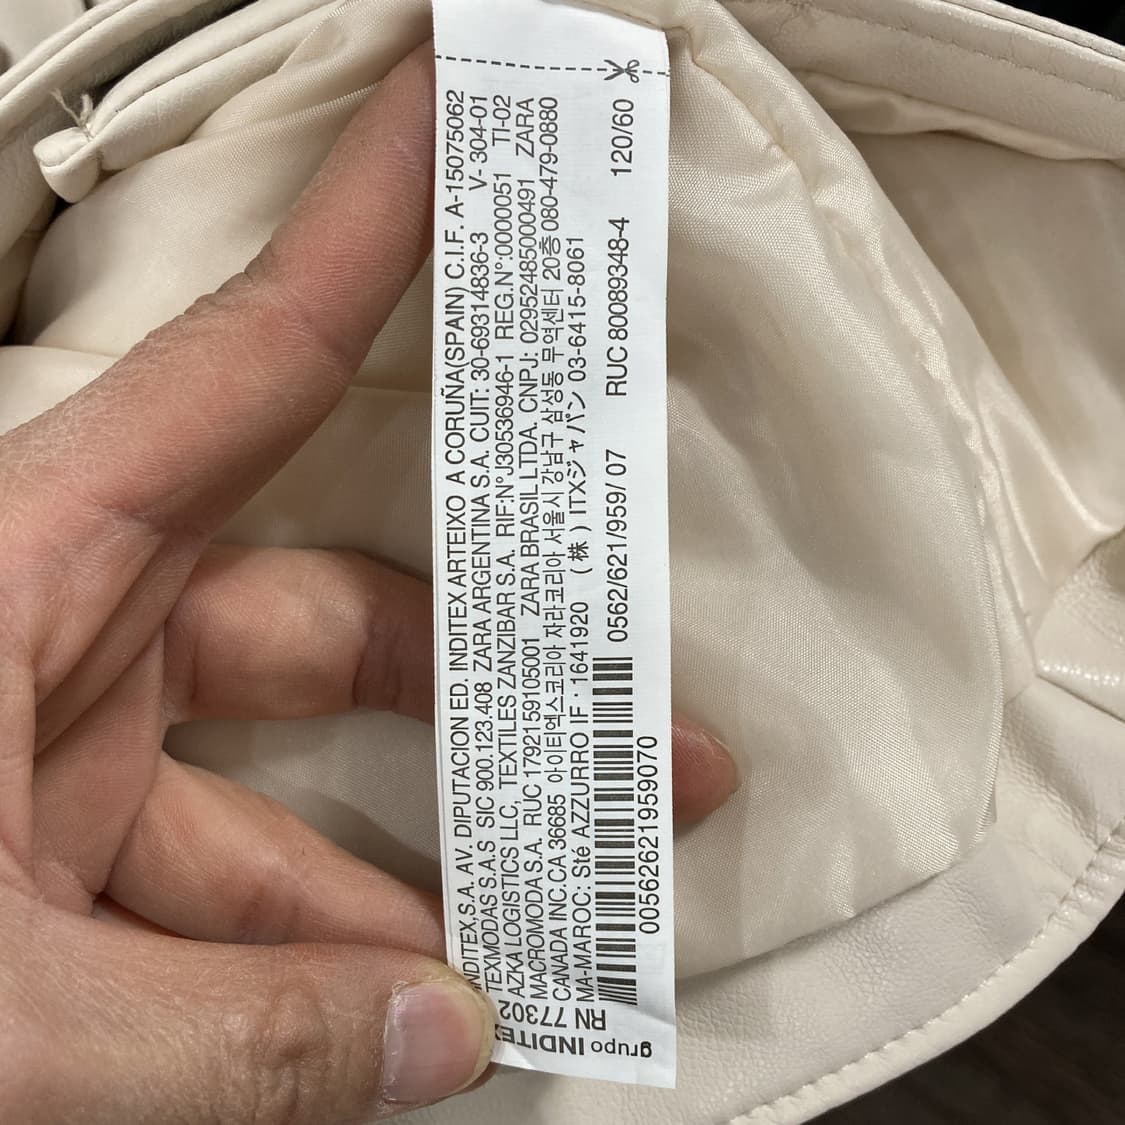 INDITEX,S.A. AV. DIPUTACION ED. INDITEX ARTEIXO A CORUÑA(SPAIN) C.I.F. A-15075062
TEXMODAS S.A.S SIC 900.123.408 ZARA ARGENTINA S.A. CUIT: 30-69314836-3 V- 304-01
AZKA LOGISTICS LLC, TEXTILES ZANZIBAR S.A. RIF:Nº J30536946-1 REG.Nº:0000051 TI-02
MACROMODA S.A. RUC 1792159105001 ZARA BRASIL LTDA. CNPJ: 02952485000491 ZARA
CANADA INC.CA 36685 아이티엑스코리아 자라코리아 서울시 강남구 삼성동 무역센터 20층 080-479-0880
MA-MAROC: Sté AZZURRO IF · 1641920 (株) ITXジャパン 03-6415-8061
0562/621/959/ 07 RUC 80089348-4 120/60
00562621959070
grupo INDITEX
RN 77302